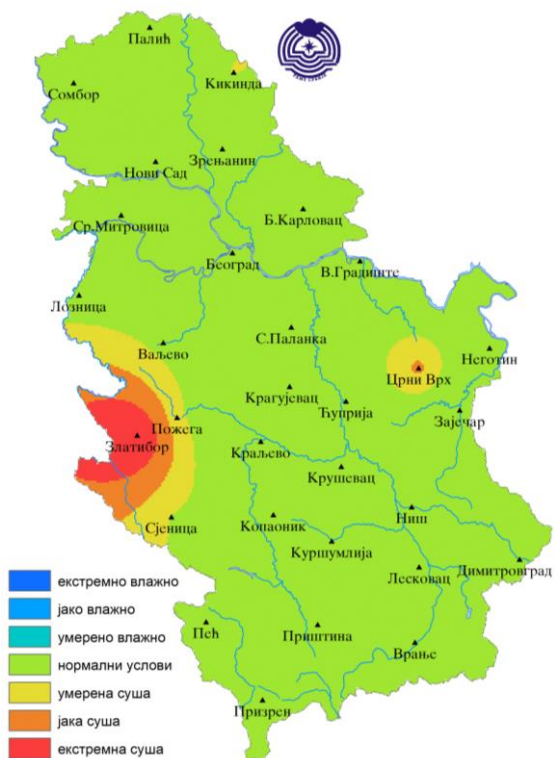 Палић
Кикинда
Сомбор
Зрењанин
Нови Сад
Б.Карловац
Ср.Митровица
Београд
В.Градиште
Лозница
С.Паланка
Ваљево
Неготин
Црни Врх
Крагујевац
Ћуприја
Зајечар
Пожега
Златибор
Краљево
Крушевац
Ниш
Сјеница
Копаоник
Куршумлија
Димитровград
Лесковац
Пећ
Приштина
Врање
Призрен
екстремно влажно
јако влажно
умерено влажно
нормални услови
умерена суша
јака суша
екстремна суша